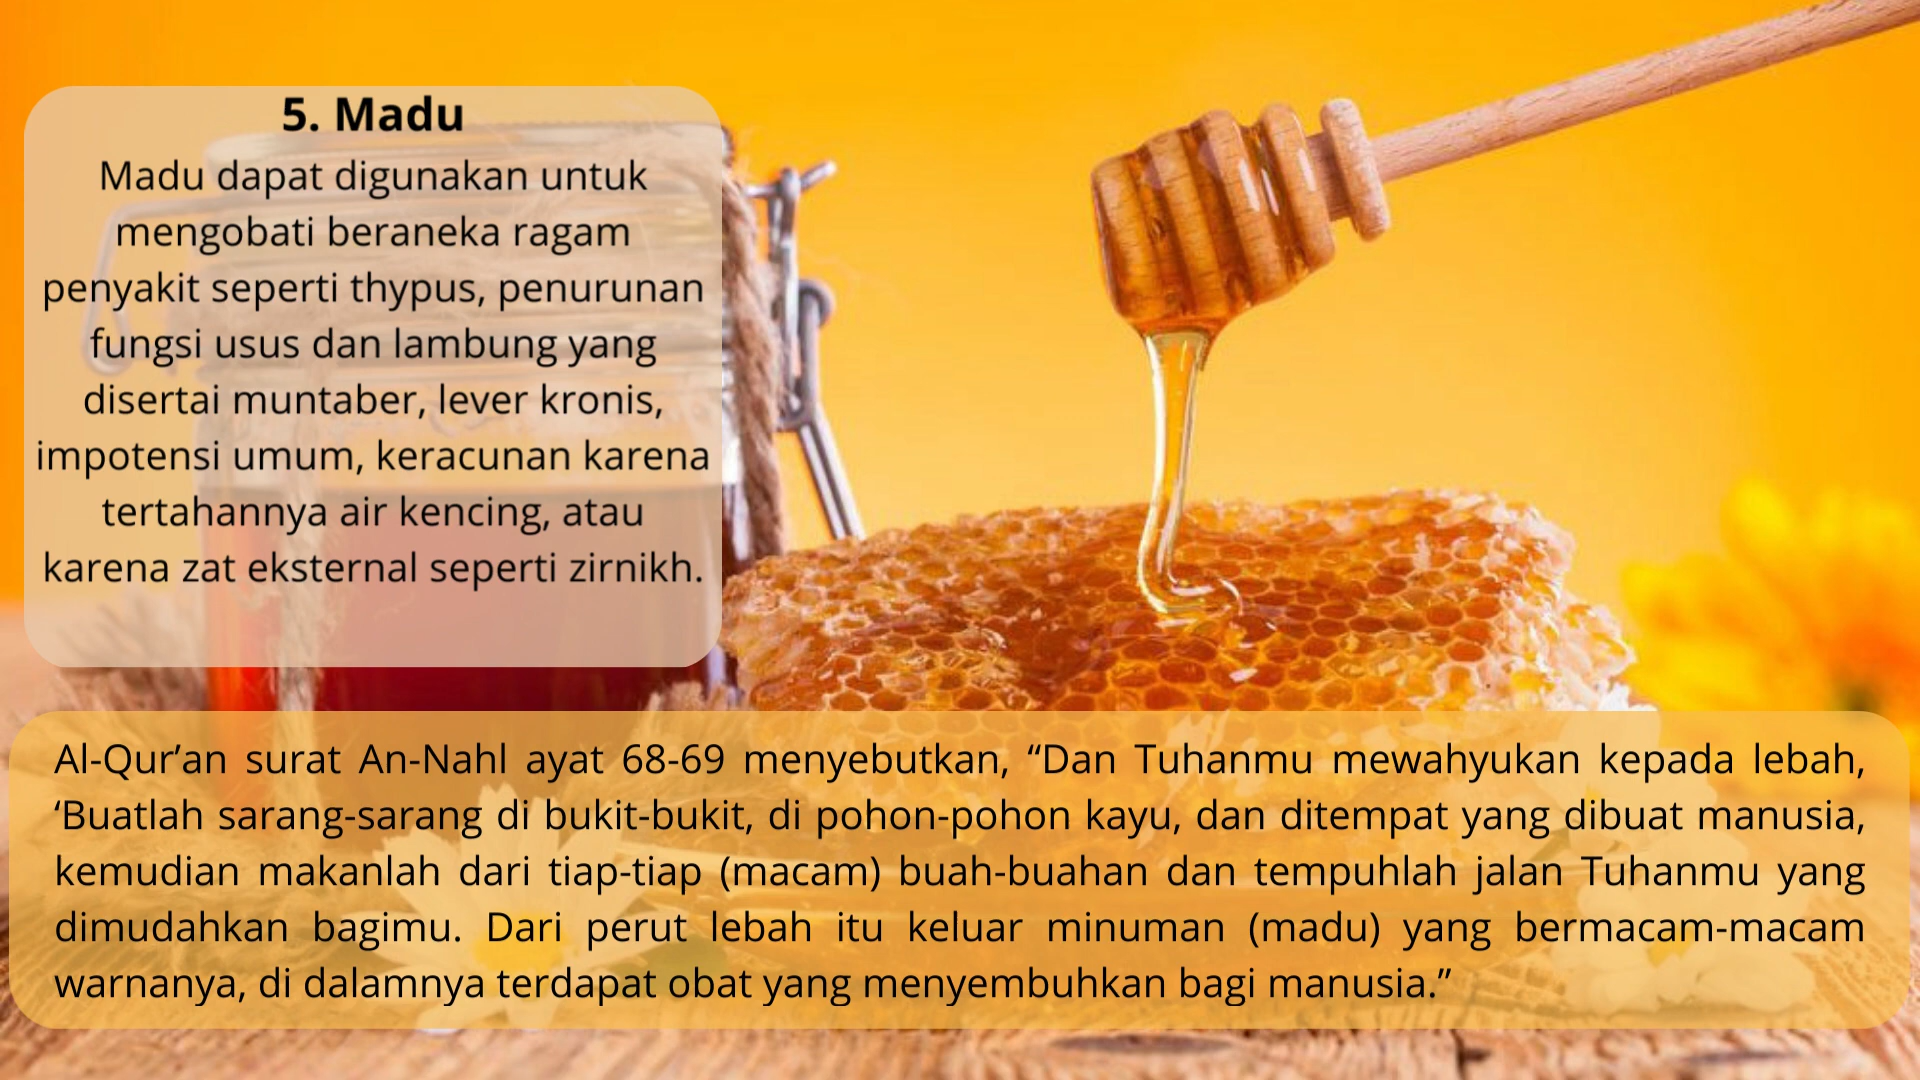 5. Madu
Madu dapat digunakan untuk
mengobati beraneka ragam
penyakit seperti thypus, penurunan
fungsi usus dan lambung yang
disertai muntaber, lever kronis,
impotensi umum, keracunan karena
tertahannya air kencing, atau
karena zat eksternal seperti zirnikh.
Al-Qur’an surat An-Nahl ayat 68-69 menyebutkan, “Dan Tuhanmu mewahyukan kepada lebah,
‘Buatlah sarang-sarang di bukit-bukit, di pohon-pohon kayu, dan ditempat yang dibuat manusia,
kemudian makanlah dari tiap-tiap (macam) buah-buahan dan tempuhlah jalan Tuhanmu yang
dimudahkan bagimu. Dari perut lebah itu keluar minuman (madu) yang bermacam-macam
warnanya, di dalamnya terdapat obat yang menyembuhkan bagi manusia.”